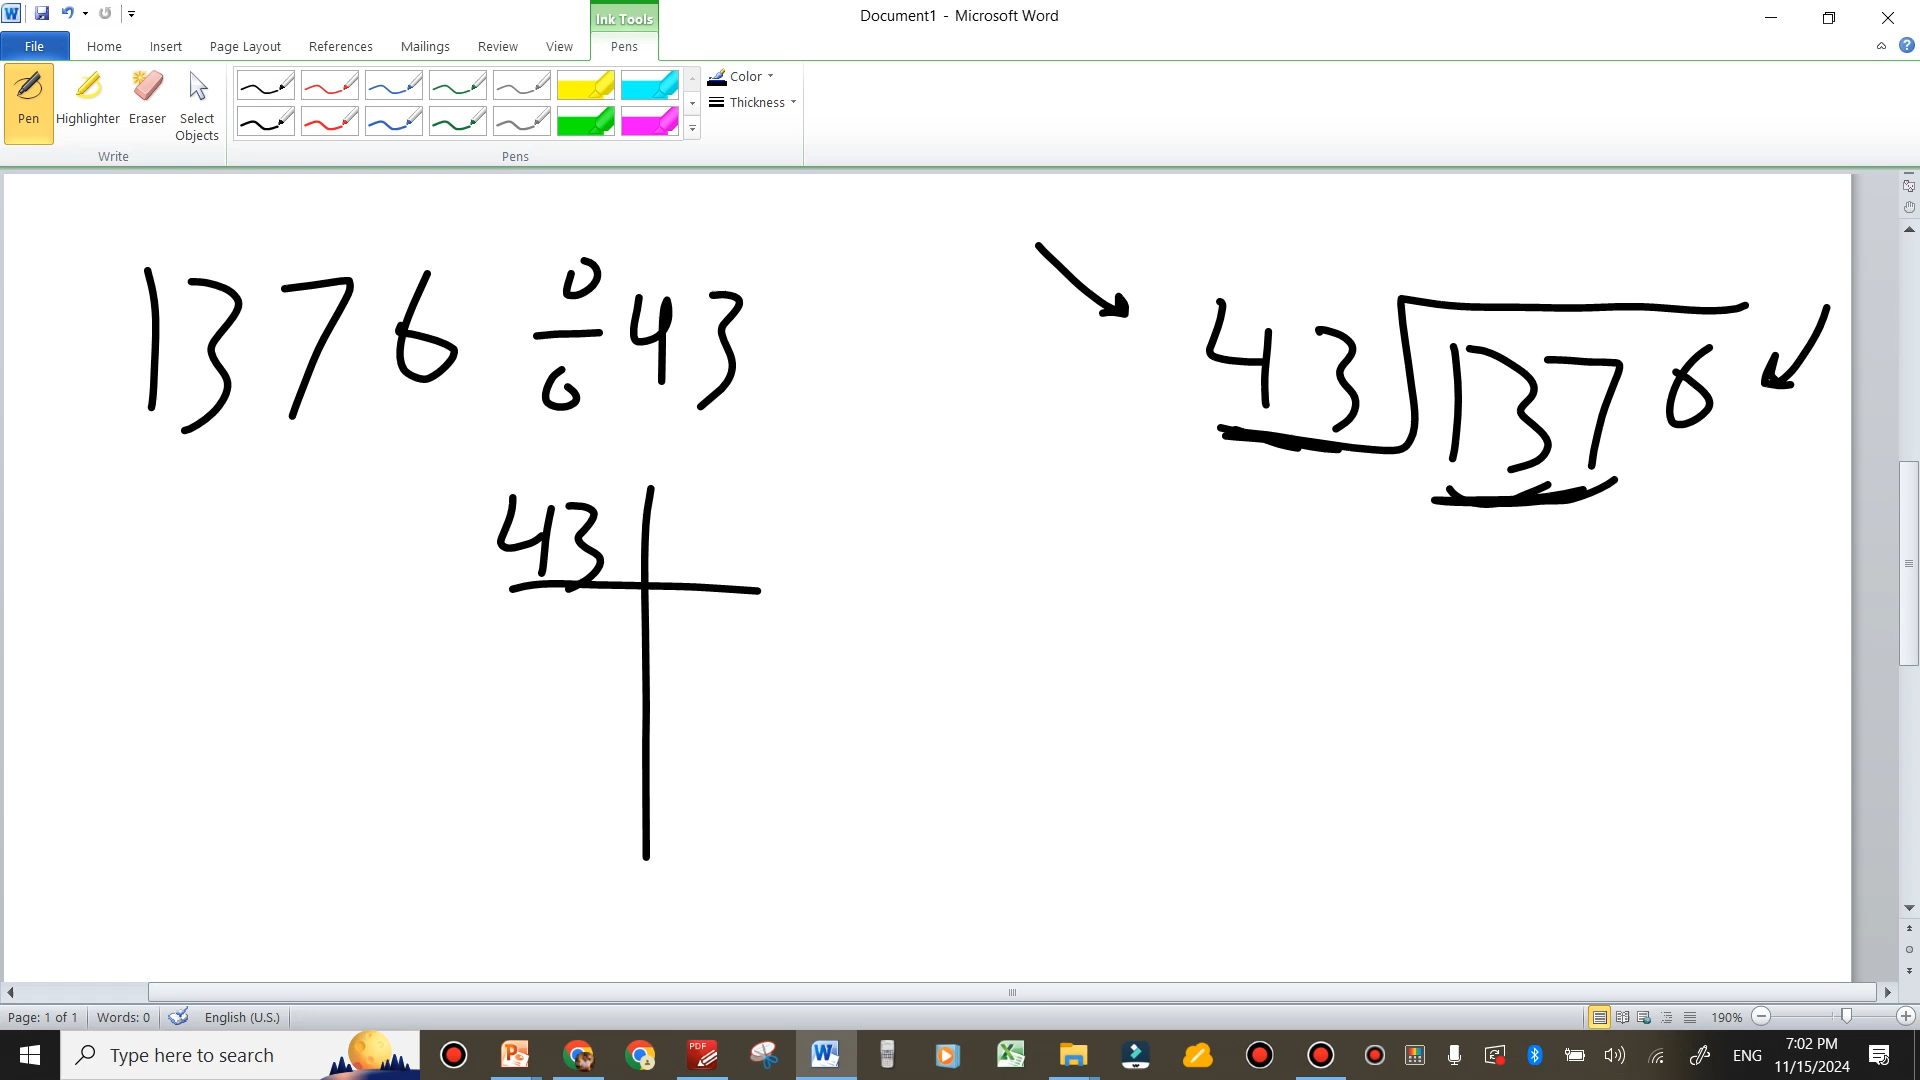 Document1 - Microsoft Word
Ink Tools
File Home Insert Page Layout References Mailings Review View Pens
Pen Highlighter Eraser Select Objects
Color
Thickness
Write Pens
1376 ÷ 43
43 1376
43
Page: 1 of 1 Words: 0 English (U.S.) 190%
Type here to search
PDF
ENG
7:02 PM
11/15/2024